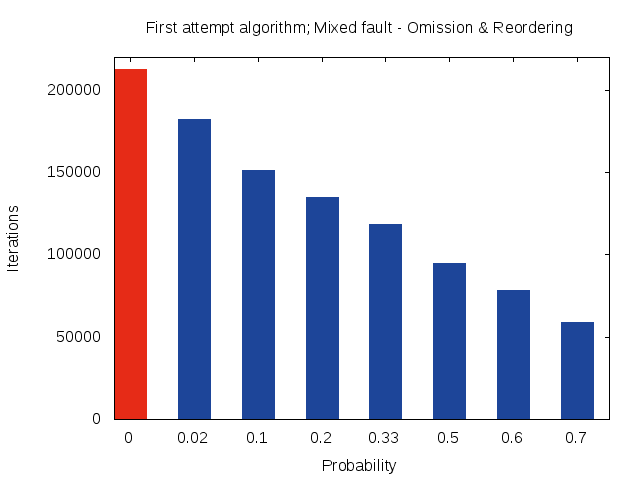 First attempt algorithm; Mixed fault - Omission & Reordering
200000
150000
100000
50000
0
Iterations
0 0.02 0.1 0.2 0.33 0.5 0.6 0.7
Probability